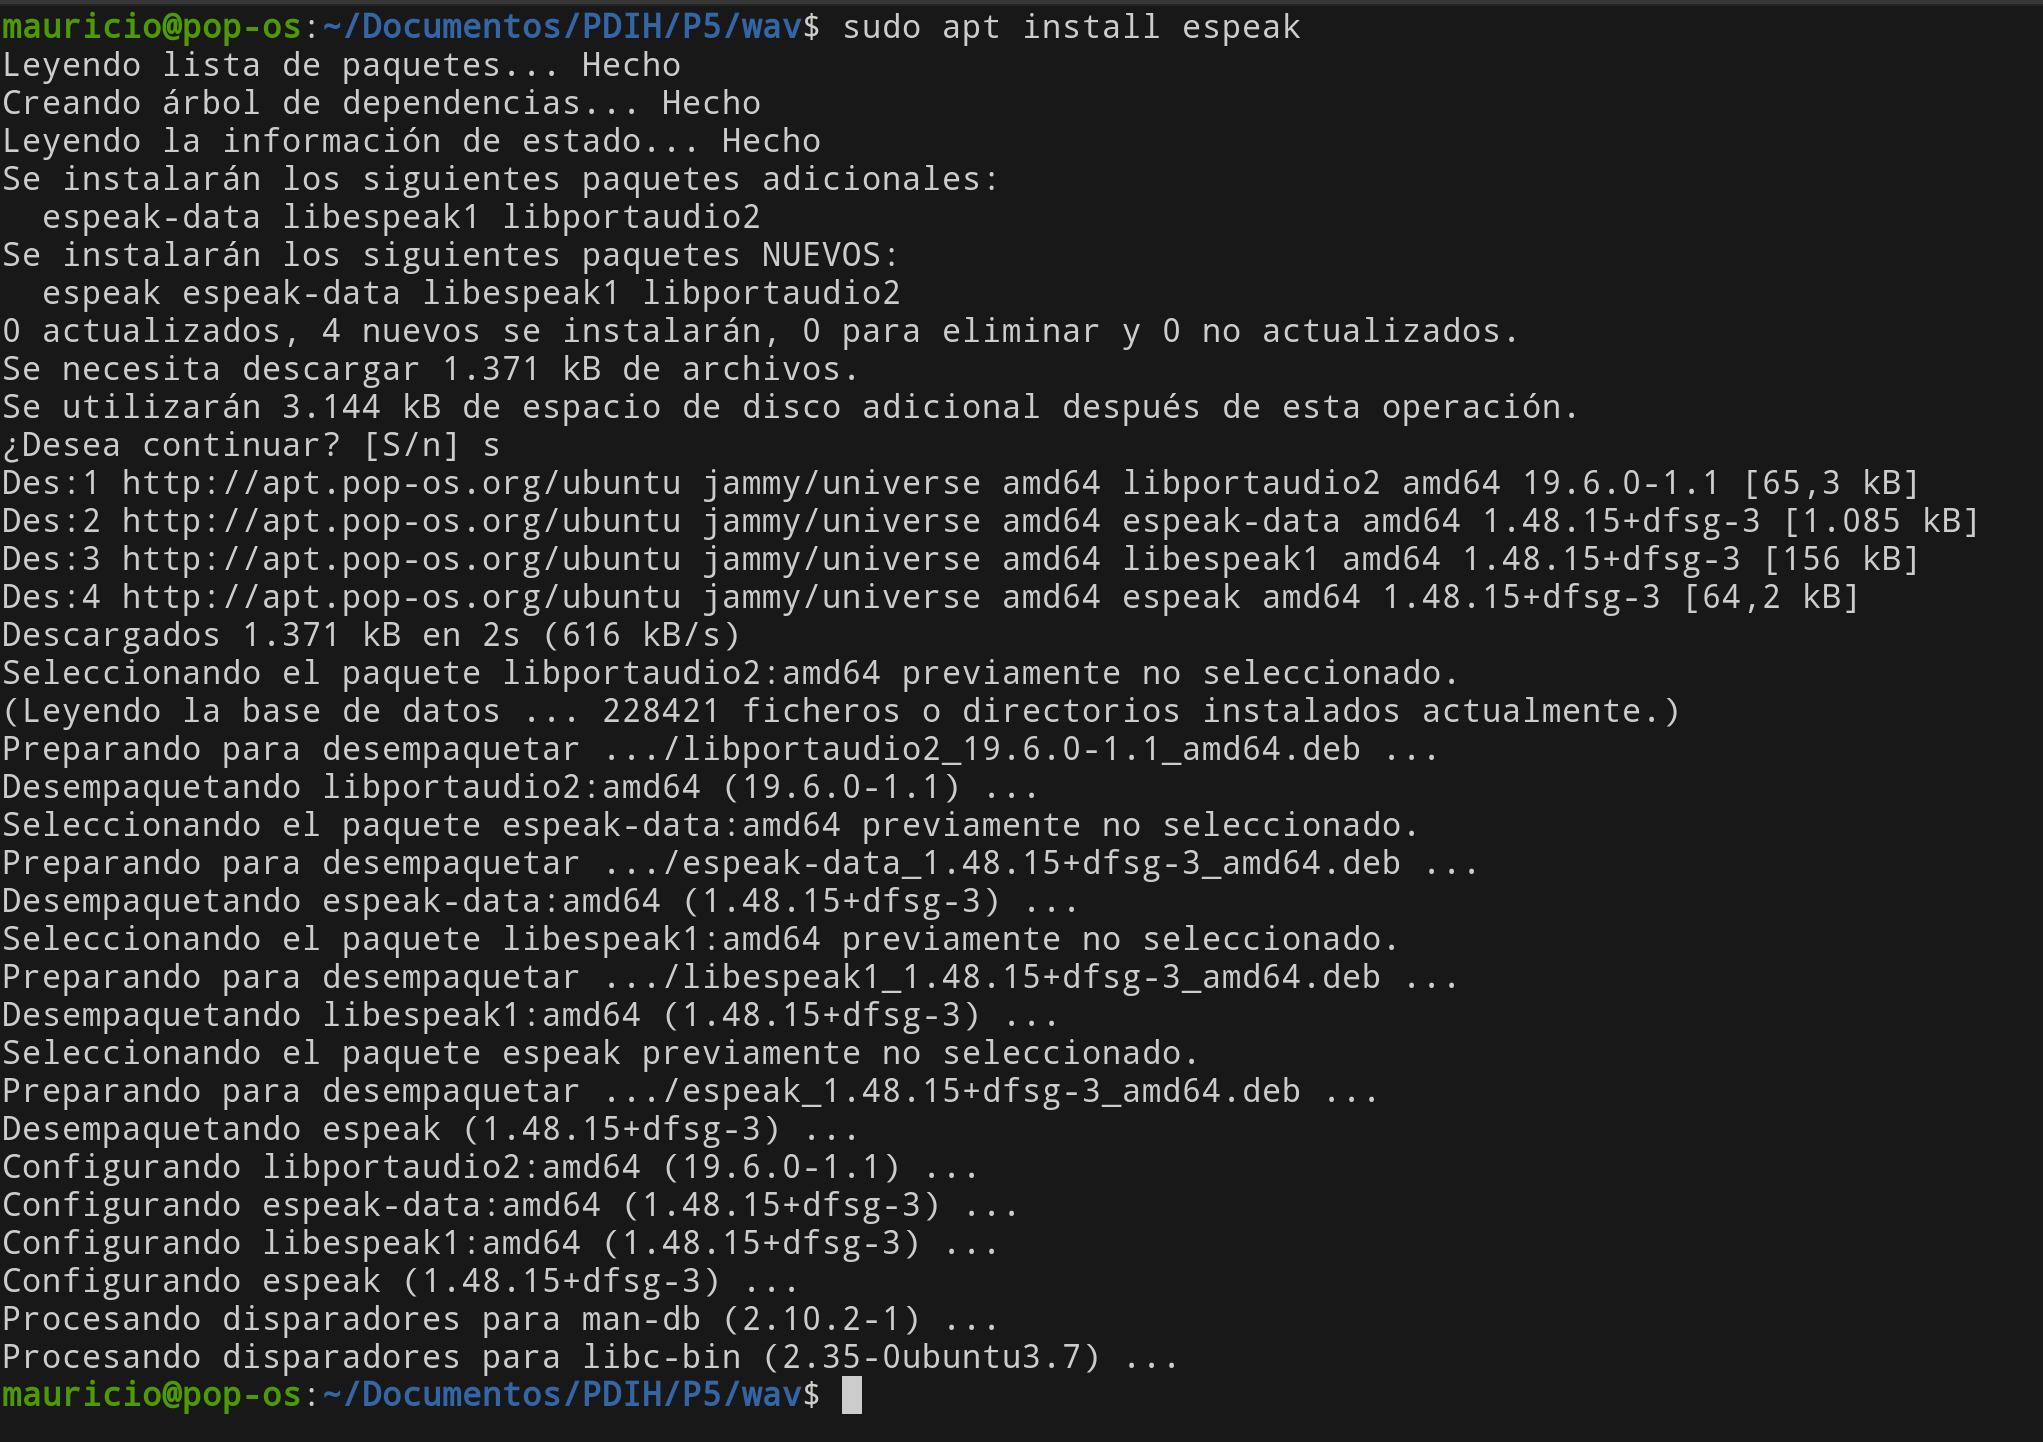 mauricio@pop-os:~/Documentos/PDIH/P5/wav$ sudo apt install espeak
Leyendo lista de paquetes... Hecho
Creando árbol de dependencias... Hecho
Leyendo la información de estado... Hecho
Se instalarán los siguientes paquetes adicionales:
  espeak-data libespeak1 libportaudio2
Se instalarán los siguientes paquetes NUEVOS:
  espeak espeak-data libespeak1 libportaudio2
0 actualizados, 4 nuevos se instalarán, 0 para eliminar y 0 no actualizados.
Se necesita descargar 1.371 kB de archivos.
Se utilizarán 3.144 kB de espacio de disco adicional después de esta operación.
¿Desea continuar? [S/n] s
Des:1 http://apt.pop-os.org/ubuntu jammy/universe amd64 libportaudio2 amd64 19.6.0-1.1 [65,3 kB]
Des:2 http://apt.pop-os.org/ubuntu jammy/universe amd64 espeak-data amd64 1.48.15+dfsg-3 [1.085 kB]
Des:3 http://apt.pop-os.org/ubuntu jammy/universe amd64 libespeak1 amd64 1.48.15+dfsg-3 [156 kB]
Des:4 http://apt.pop-os.org/ubuntu jammy/universe amd64 espeak amd64 1.48.15+dfsg-3 [64,2 kB]
Descargados 1.371 kB en 2s (616 kB/s)
Seleccionando el paquete libportaudio2:amd64 previamente no seleccionado.
(Leyendo la base de datos ... 228421 ficheros o directorios instalados actualmente.)
Preparando para desempaquetar .../libportaudio2_19.6.0-1.1_amd64.deb ...
Desempaquetando libportaudio2:amd64 (19.6.0-1.1) ...
Seleccionando el paquete espeak-data:amd64 previamente no seleccionado.
Preparando para desempaquetar .../espeak-data_1.48.15+dfsg-3_amd64.deb ...
Desempaquetando espeak-data:amd64 (1.48.15+dfsg-3) ...
Seleccionando el paquete libespeak1:amd64 previamente no seleccionado.
Preparando para desempaquetar .../libespeak1_1.48.15+dfsg-3_amd64.deb ...
Desempaquetando libespeak1:amd64 (1.48.15+dfsg-3) ...
Seleccionando el paquete espeak previamente no seleccionado.
Preparando para desempaquetar .../espeak_1.48.15+dfsg-3_amd64.deb ...
Desempaquetando espeak (1.48.15+dfsg-3) ...
Configurando libportaudio2:amd64 (19.6.0-1.1) ...
Configurando espeak-data:amd64 (1.48.15+dfsg-3) ...
Configurando libespeak1:amd64 (1.48.15+dfsg-3) ...
Configurando espeak (1.48.15+dfsg-3) ...
Procesando disparadores para man-db (2.10.2-1) ...
Procesando disparadores para libc-bin (2.35-0ubuntu3.7) ...
mauricio@pop-os:~/Documentos/PDIH/P5/wav$